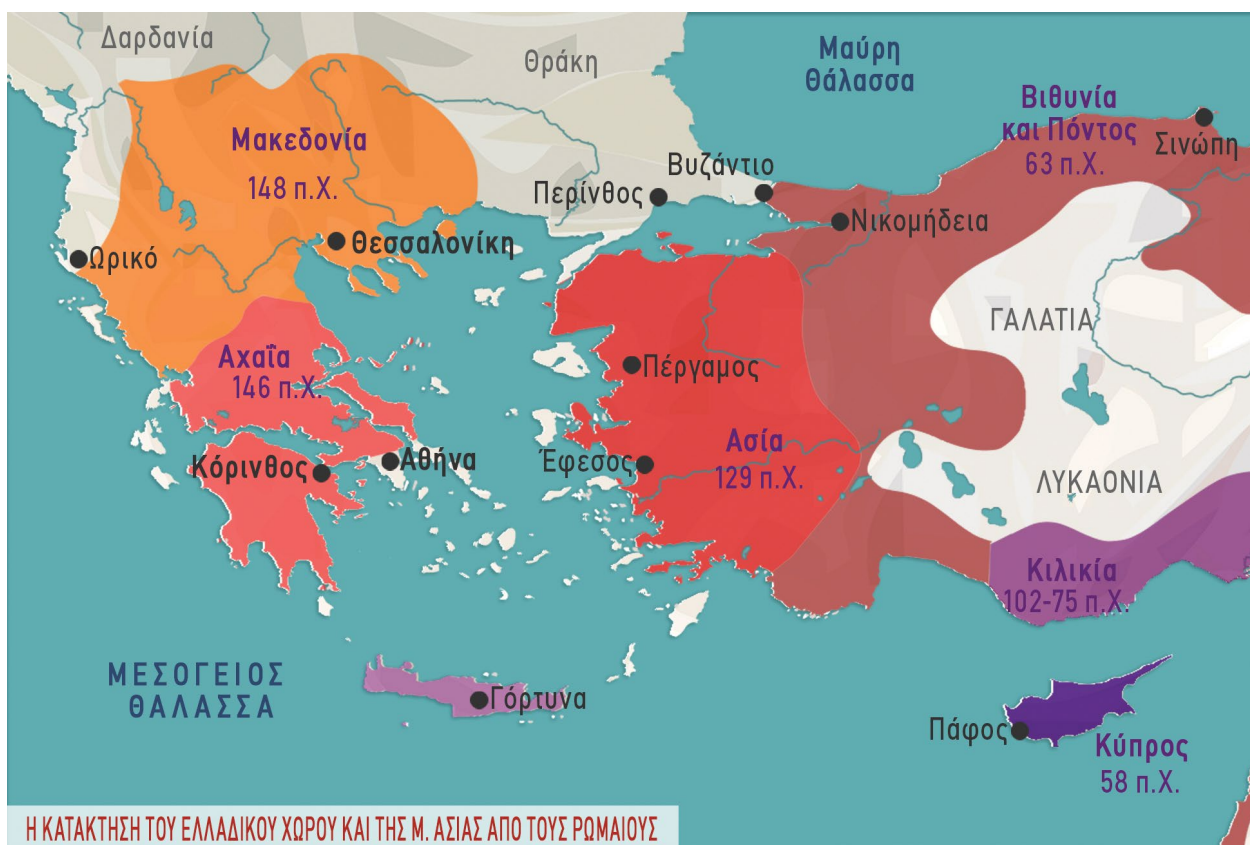 Δαρδανία
Θράκη
Μαύρη
Θάλασσα
Βιθυνία
και Πόντος
63 π.Χ.
Σινώπη
Μακεδονία
148 π.Χ.
Βυζάντιο
Περίνθος
Νικομήδεια
Θεσσαλονίκη
Ωρικό
ΓΑΛΑΤΙΑ
Αχαΐα
146 π.Χ.
Πέργαμος
Ασία
129 π.Χ.
Έφεσος
Αθήνα
Κόρινθος
ΛΥΚΑΟΝΙΑ
Κιλικία
102-75 π.Χ.
ΜΕΣΟΓΕΙΟΣ
ΘΑΛΑΣΣΑ
Γόρτυνα
Πάφος
Κύπρος
58 π.Χ.
Η ΚΑΤΑΚΤΗΣΗ ΤΟΥ ΕΛΛΑΔΙΚΟΥ ΧΩΡΟΥ ΚΑΙ ΤΗΣ Μ. ΑΣΙΑΣ ΑΠΟ ΤΟΥΣ ΡΩΜΑΙΟΥΣ